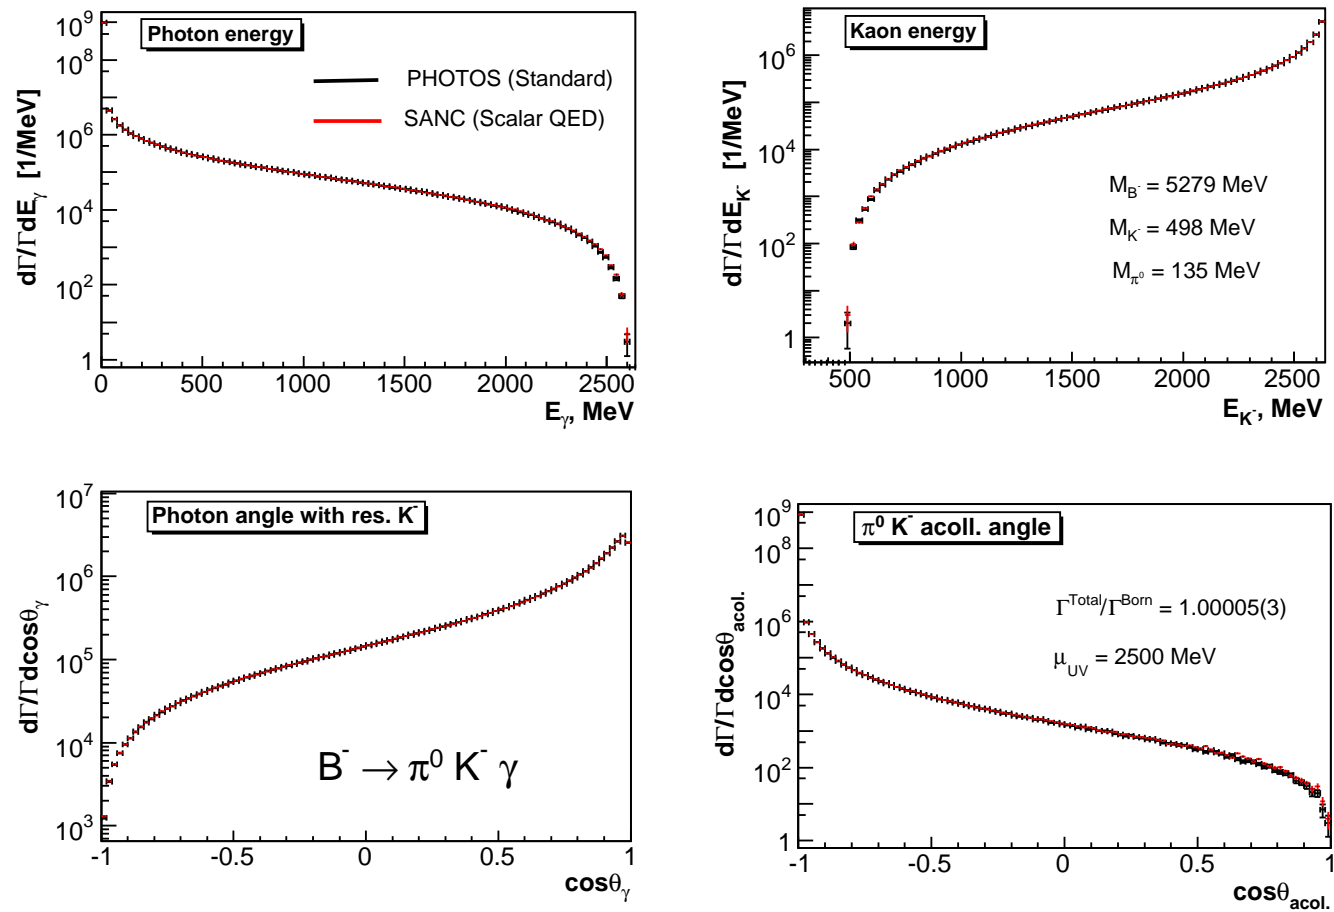 Photon energy
PHOTOS (Standard)
SANC (Scalar QED)
dΓ/ΓdE_γ [1/MeV]
10^9
10^8
10^6
10^4
10^2
1
0 500 1000 1500 2000 2500
E_γ, MeV
Kaon energy
M_B^- = 5279 MeV
M_K^- = 498 MeV
M_π^0 = 135 MeV
dΓ/ΓdE_K^- [1/MeV]
10^6
10^4
10^2
1
500 1000 1500 2000 2500
E_K^-, MeV
Photon angle with res. K^-
B^- → π^0 K^- γ
dΓ/Γdcosθ_γ
10^7
10^6
10^5
10^4
10^3
-1 -0.5 0 0.5 1
cosθ_γ
π^0 K^- acoll. angle
Γ^Total/Γ^Born = 1.00005(3)
μ_UV = 2500 MeV
dΓ/Γdcosθ_acol.
10^9
10^8
10^6
10^4
10^2
1
-1 -0.5 0 0.5 1
cosθ_acol.